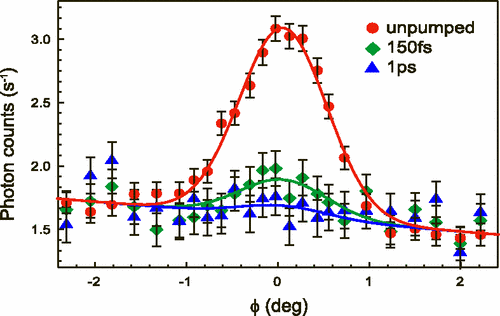 unpumped
150fs
1ps
Photon counts (s⁻¹)
3.0
2.5
2.0
1.5
-2
-1
0
1
2
ϕ (deg)